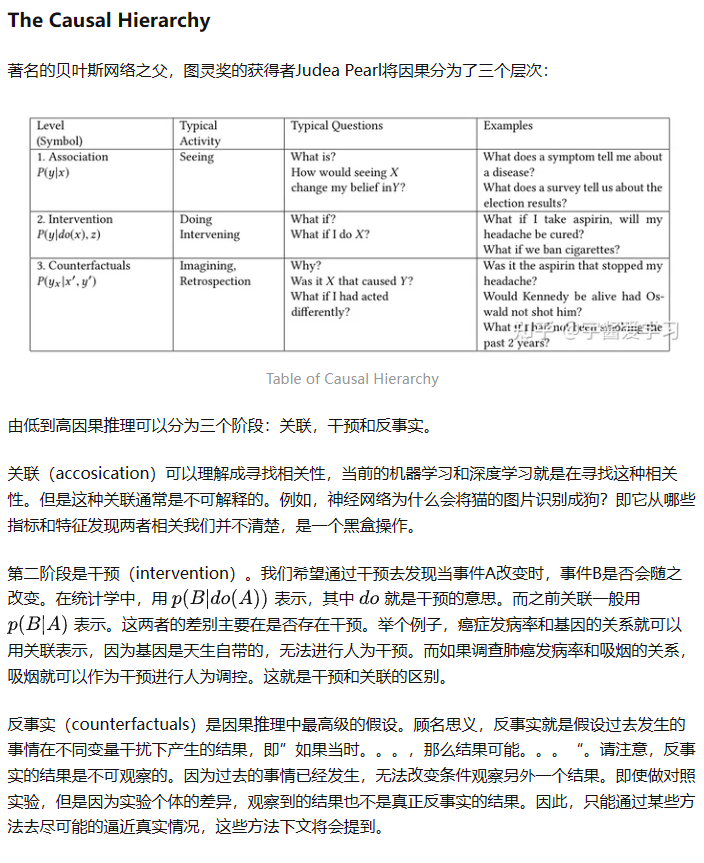 The Causal Hierarchy
著名的贝叶斯网络之父，图灵奖的获得者Judea Pearl将因果分为了三个层次：
Level
(Symbol)
Typical
Activity
Typical Questions
Examples
1. Association
P(y|x)
Seeing
What is?
How would seeing X
change my belief inY?
What does a symptom tell me about
a disease?
What does a survey tell us about the
election results?
2. Intervention
P(y|do(x), z)
Doing
Intervening
What if?
What if I do X?
What if I take aspirin, will my
headache be cured?
What if we ban cigarettes?
3. Counterfactuals
P(yₓ|x′, y′)
Imagining,
Retrospection
Why?
Was it X that caused Y?
What if I had acted
differently?
Was it the aspirin that stopped my
headache?
Would Kennedy be alive had Os-
wald not shot him?
What if I had not been smoking the
past 2 years?
知乎 @宇酱爱学习
Table of Causal Hierarchy
由低到高因果推理可以分为三个阶段：关联，干预和反事实。
关联（accosication）可以理解成寻找相关性，当前的机器学习和深度学习就是在寻找这种相关
性。但是这种关联通常是不可解释的。例如，神经网络为什么会将猫的图片识别成狗？即它从哪些
指标和特征发现两者相关我们并不清楚，是一个黑盒操作。
第二阶段是干预（intervention）。我们希望通过干预去发现当事件A改变时，事件B是否会随之
改变。在统计学中，用 p(B|do(A)) 表示，其中 do 就是干预的意思。而之前关联一般用
p(B|A) 表示。这两者的差别主要在是否存在干预。举个例子，癌症发病率和基因的关系就可以
用关联表示，因为基因是天生自带的，无法进行人为干预。而如果调查肺癌发病率和吸烟的关系，
吸烟就可以作为干预进行人为调控。这就是干预和关联的区别。
反事实（counterfactuals）是因果推理中最高级的假设。顾名思义，反事实就是假设过去发生的
事情在不同变量干扰下产生的结果，即”如果当时。。。，那么结果可能。。。“。请注意，反事
实的结果是不可观察的。因为过去的事情已经发生，无法改变条件观察另外一个结果。即使做对照
实验，但是因为实验个体的差异，观察到的结果也不是真正反事实的结果。因此，只能通过某些方
法去尽可能的逼近真实情况，这些方法下文将会提到。